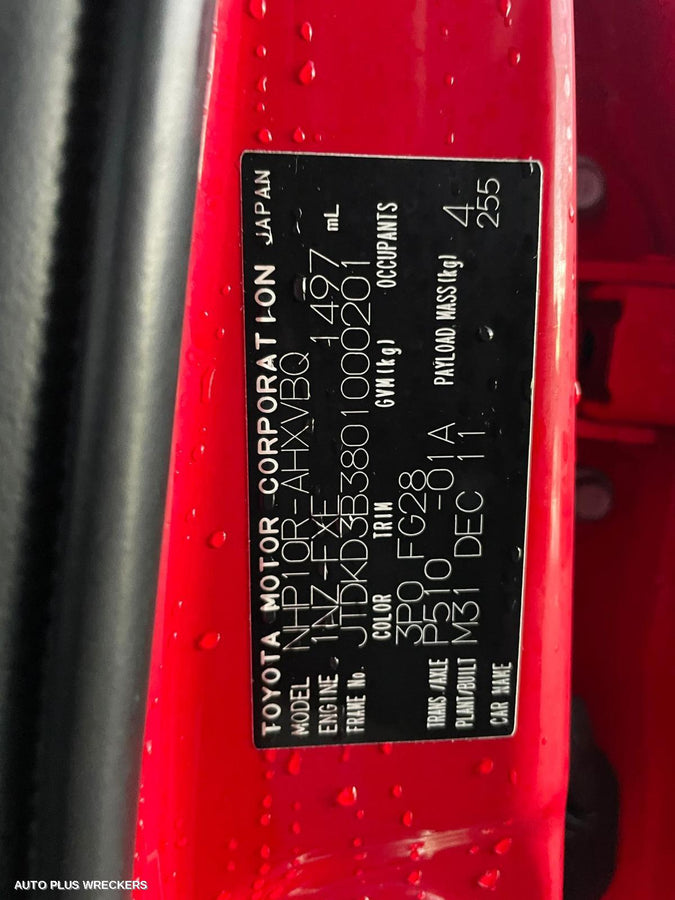 TOYOTA MOTOR CORPORATION JAPAN
MODEL NHP10R-AHXVBQ
ENGINE 1NZ-FXE 1497 mL
FRAME No. JTDKD3B3801000201
COLOR TRIM GVM(kg) OCCUPANTS
3P0 FG28 4
TRANS/AXLE P510 -01A PAYLOAD MASS(kg) 255
PLANT/BUILT M31 DEC 11
CAR NAME
AUTO PLUS WRECKERS